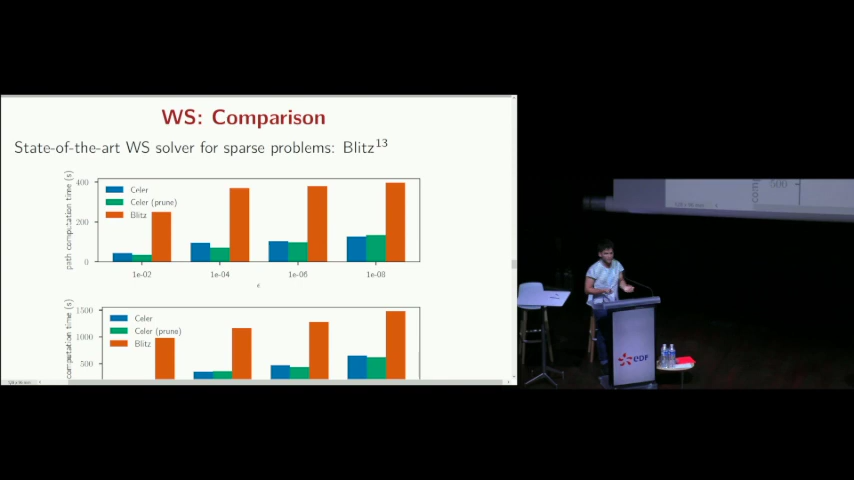 WS: Comparison
State-of-the-art WS solver for sparse problems: Blitz13
path computation time (s)
400
200
0
Celer
Celer (prune)
Blitz
1e-02 1e-04 1e-06 1e-08
ϵ
computation time (s)
1500
1000
500
Celer
Celer (prune)
Blitz
500
edf